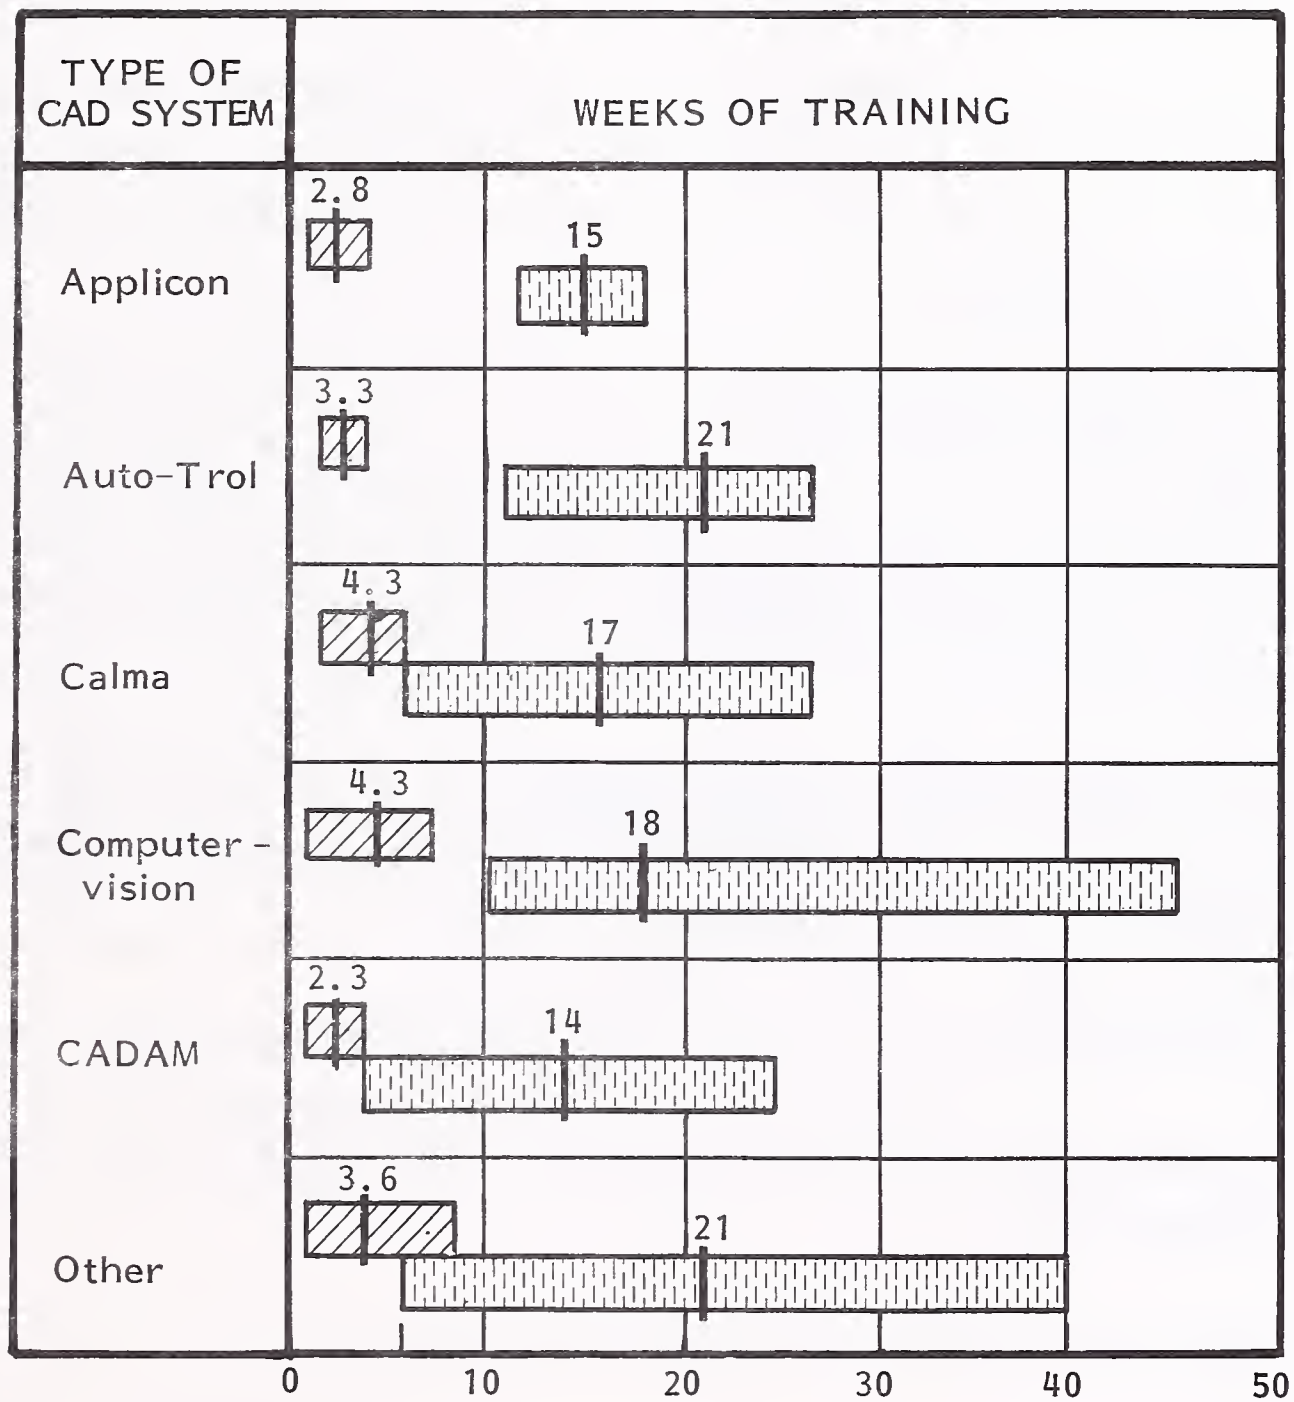 TYPE OF
CAD SYSTEM
WEEKS OF TRAINING
2.8
15
Applicon
3.3
21
Auto-Trol
4.3
17
Calma
4.3
18
Computer-
vision
2.3
14
CADAM
3.6
21
Other
0 10 20 30 40 50